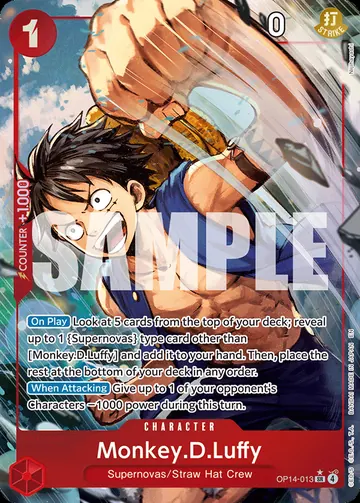 1
0
打
STRIKE
COUNTER +1000
SAMPLE
On Play Look at 5 cards from the top of your deck; reveal
up to 1 {Supernovas} type card other than
[Monkey.D.Luffy] and add it to your hand. Then, place the
rest at the bottom of your deck in any order.
When Attacking Give up to 1 of your opponent's
Characters −1000 power during this turn.
CHARACTER
Monkey.D.Luffy
Supernovas/Straw Hat Crew
OP14-013 SR 4